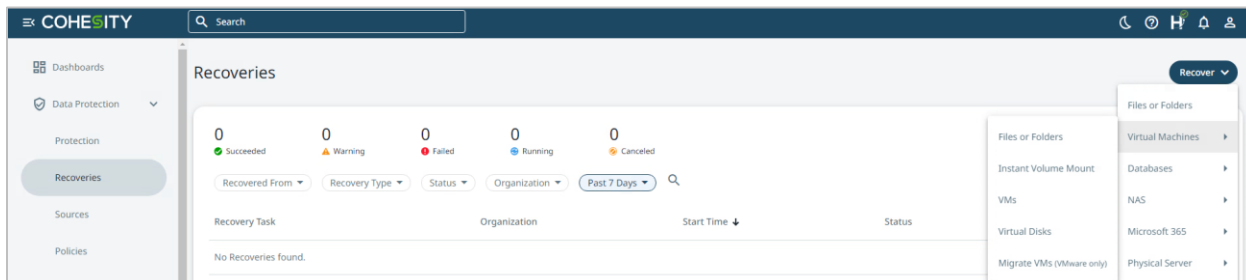 COHESITY
Search
H
Dashboards
Data Protection
Protection
Recoveries
Sources
Policies
Recoveries
Recover
0 0 0 0 0
Succeeded Warning Failed Running Canceled
Recovered From Recovery Type Status Organization Past 7 Days
Recovery Task Organization Start Time Status
No Recoveries found.
Files or Folders
Instant Volume Mount
VMs
Virtual Disks
Migrate VMs (VMware only)
Files or Folders
Virtual Machines
Databases
NAS
Microsoft 365
Physical Server